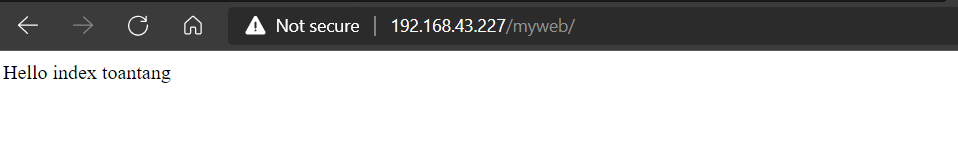 Not secure | 192.168.43.227/myweb/
Hello index toantang